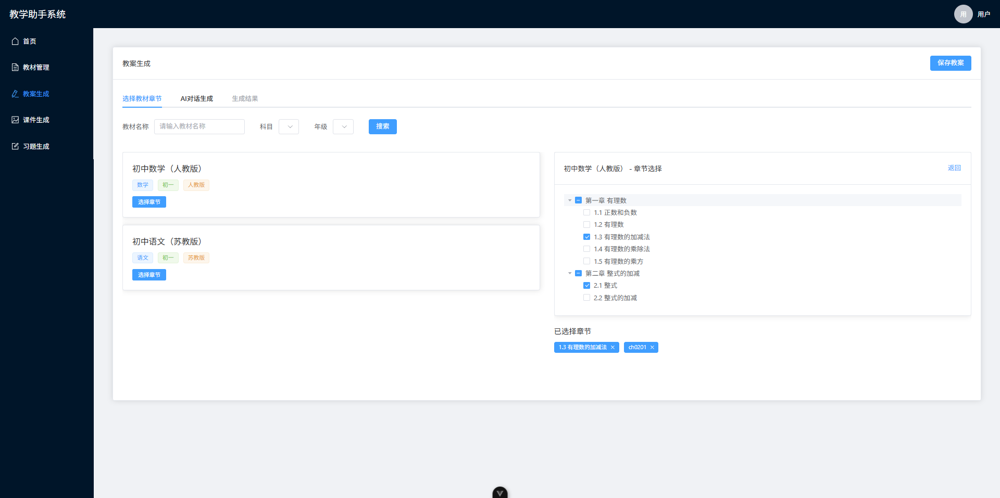 教学助手系统
用 用户
首页
教材管理
教案生成
课件生成
习题生成
教案生成
保存教案
选择教材章节 AI对话生成 生成结果
教材名称 请输入教材名称 科目 年级 搜索
初中数学（人教版）
数学 初一 人教版
选择章节
初中语文（苏教版）
语文 初一 苏教版
选择章节
初中数学（人教版） - 章节选择
返回
第一章 有理数
1.1 正数和负数
1.2 有理数
1.3 有理数的加减法
1.4 有理数的乘除法
1.5 有理数的乘方
第二章 整式的加减
2.1 整式
2.2 整式的加减
已选择章节
1.3 有理数的加减法 ch0201